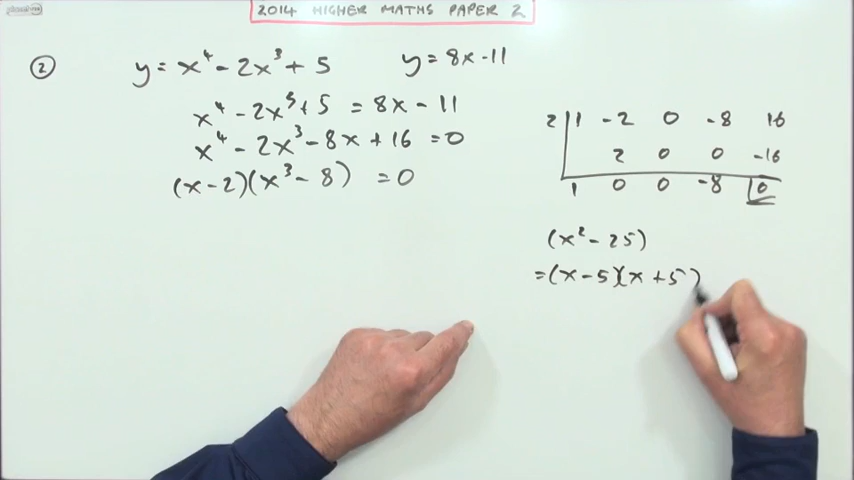 2014 HIGHER MATHS PAPER 2
② y = x⁴ - 2x³ + 5 y = 8x - 11
x⁴ - 2x³ + 5 = 8x - 11
x⁴ - 2x³ - 8x + 16 = 0
(x - 2)(x³ - 8) = 0
2 | 1 -2 0 -8 16
2 0 0 -16
1 0 0 -8 0
(x² - 25)
= (x - 5)(x + 5)